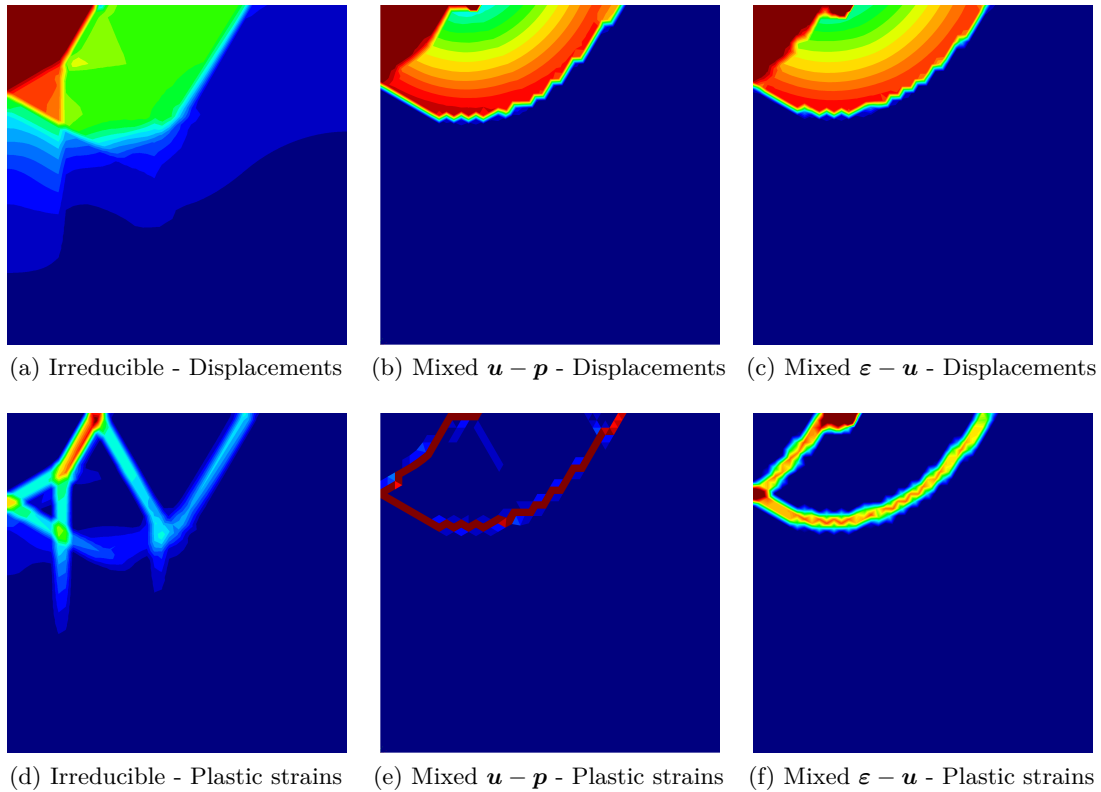 (a) Irreducible - Displacements
(b) Mixed u − p - Displacements
(c) Mixed ε − u - Displacements
(d) Irreducible - Plastic strains
(e) Mixed u − p - Plastic strains
(f) Mixed ε − u - Plastic strains